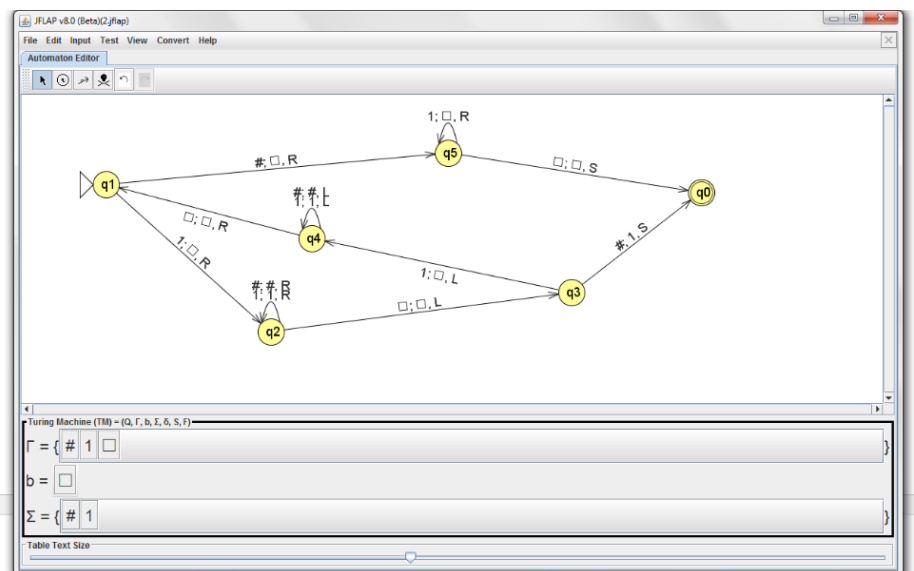 JFLAP v8.0 (Beta)(2.jflap)
File Edit Input Test View Convert Help
Automaton Editor
1; □, R
#; □, R
q5
□; □, S
q1
q0
#; #, L
1; 1, L
□; □, R
q4
#; 1, S
1; □, R
1; □, L
q3
#; #, R
1; 1, R
□; □, L
q2
Turing Machine (TM) = (Q, Γ, b, Σ, δ, S, F)
Γ = { # 1 □ }
b = □
Σ = { # 1 }
Table Text Size